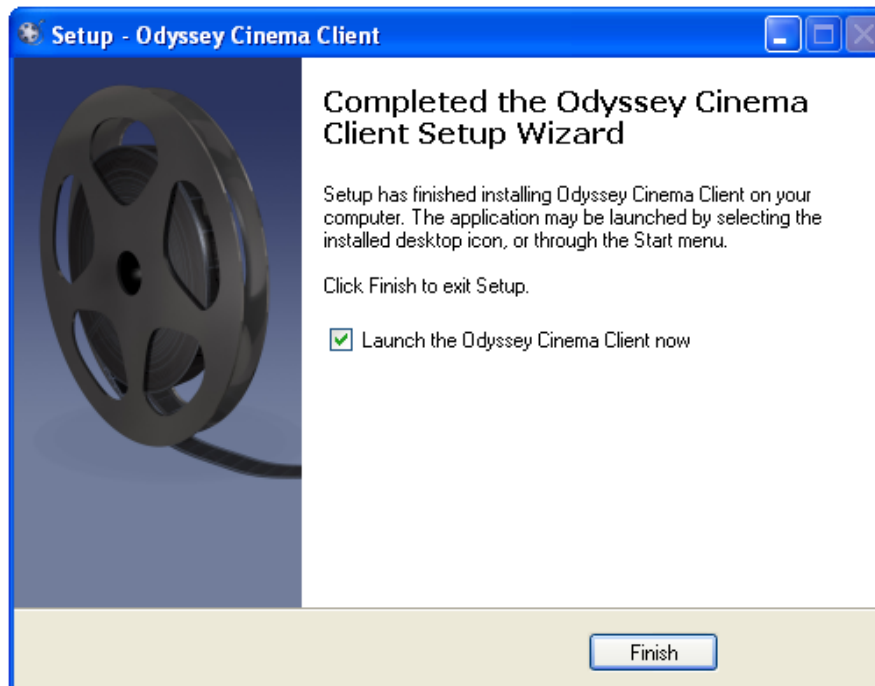 Setup - Odyssey Cinema Client
Completed the Odyssey Cinema
Client Setup Wizard
Setup has finished installing Odyssey Cinema Client on your
computer. The application may be launched by selecting the
installed desktop icon, or through the Start menu.
Click Finish to exit Setup.
Launch the Odyssey Cinema Client now
Finish